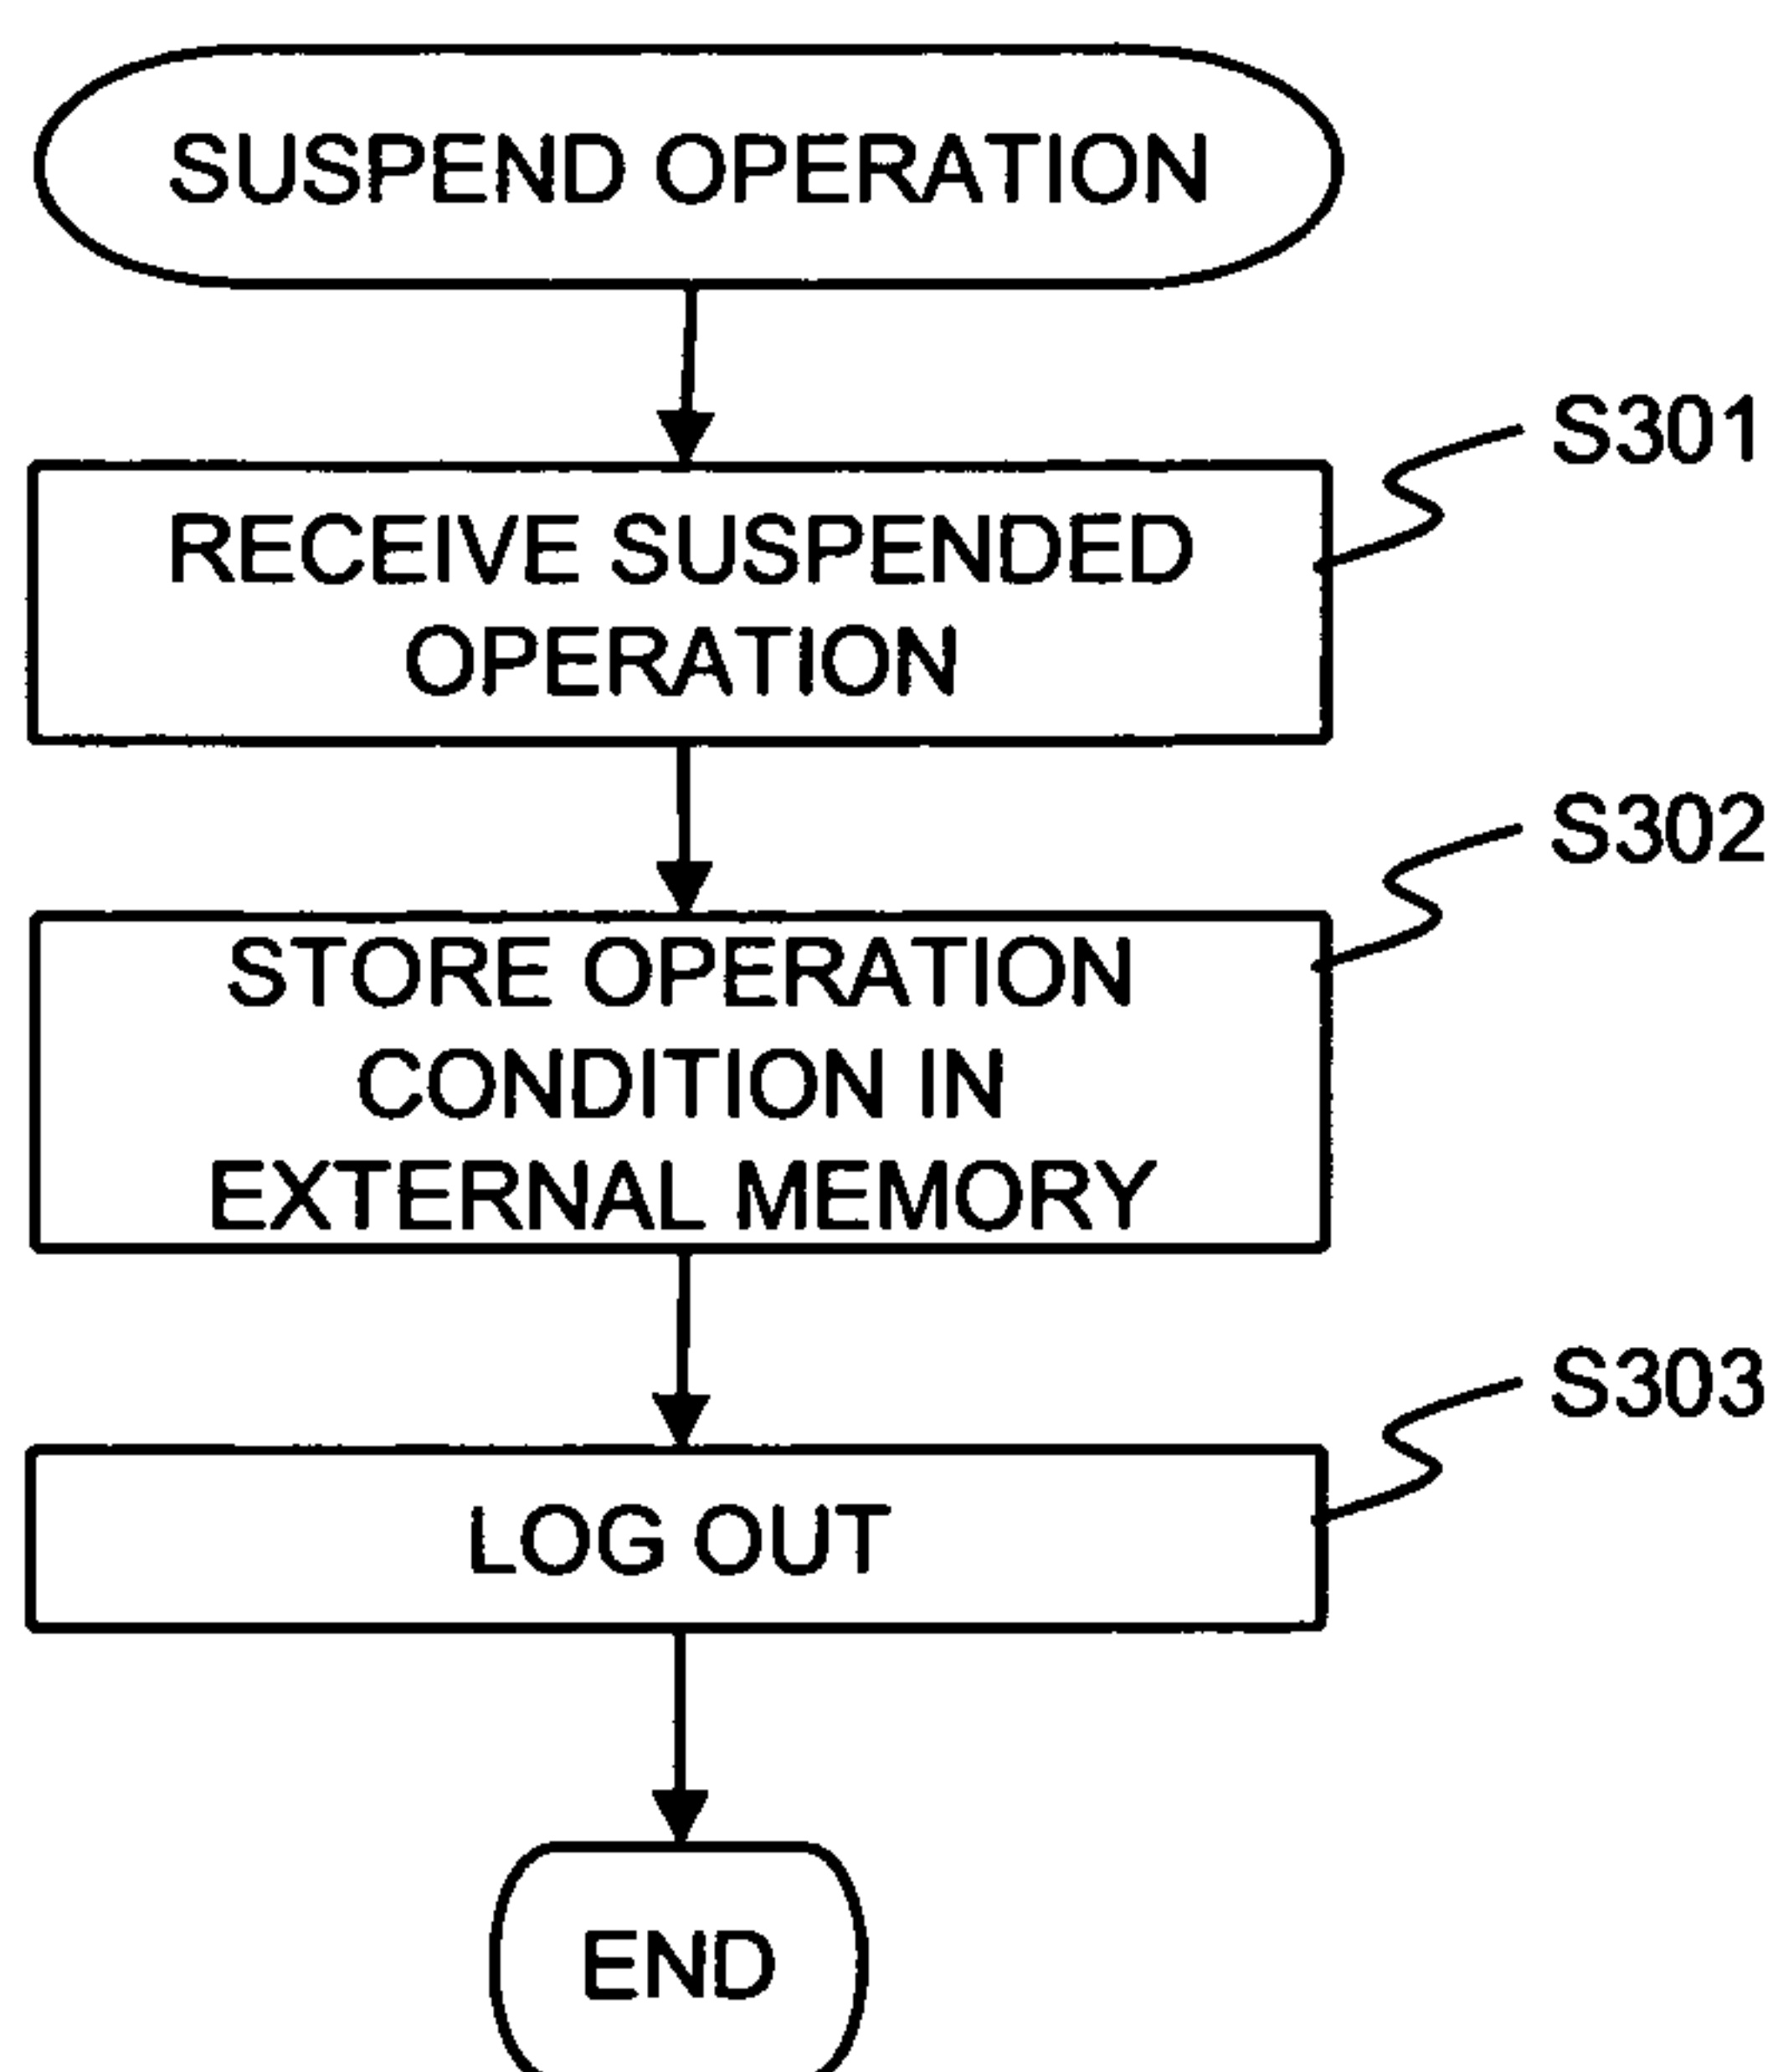 SUSPEND OPERATION
S301
RECEIVE SUSPENDED
OPERATION
S302
STORE OPERATION
CONDITION IN
EXTERNAL MEMORY
S303
LOG OUT
END